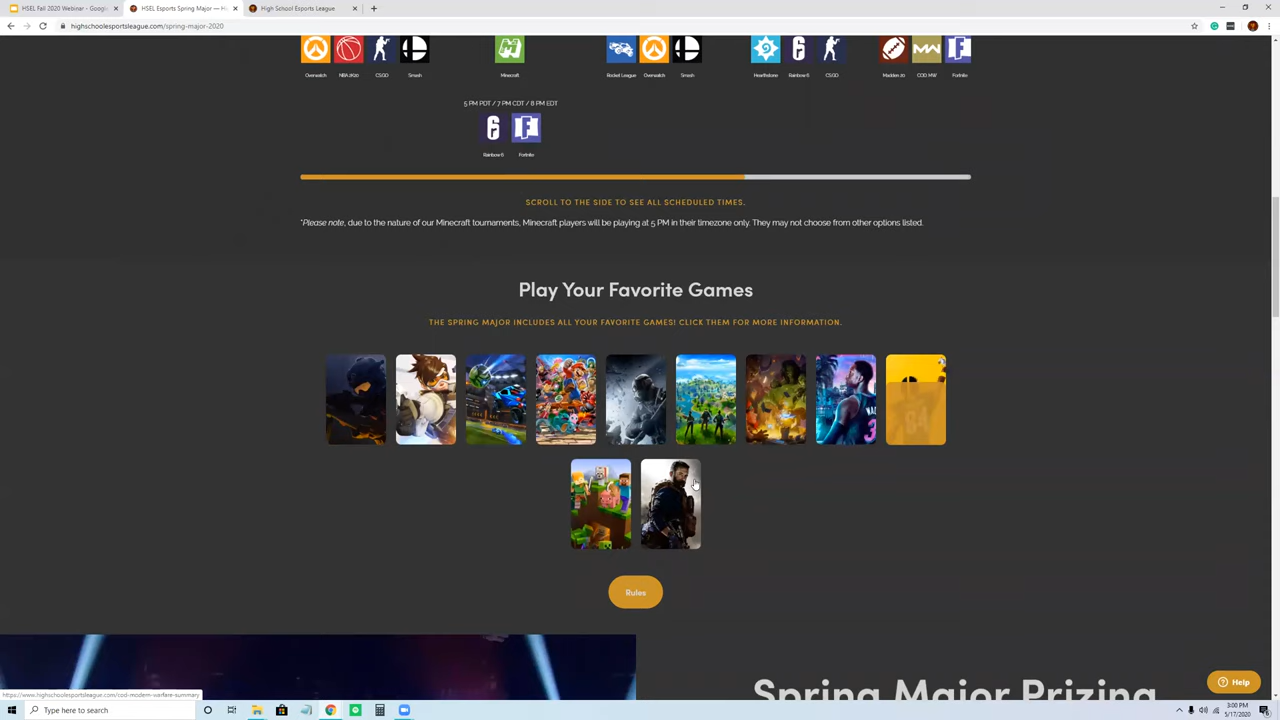 HSEL Fall 2020 Webinar - Google
HSEL Esports Spring Major — H
High School Esports League
highschoolesportsleague.com/spring-major-2020
Overwatch NBA 2K20 CS:GO Smash Minecraft Rocket League Overwatch Smash Hearthstone Rainbow 6 CS:GO Madden 20 COD: MW Fortnite
5 PM PDT / 7 PM CDT / 8 PM EDT
Rainbow 6 Fortnite
SCROLL TO THE SIDE TO SEE ALL SCHEDULED TIMES.
*Please note, due to the nature of our Minecraft tournaments, Minecraft players will be playing at 5 PM in their timezone only. They may not choose from other options listed.
Play Your Favorite Games
THE SPRING MAJOR INCLUDES ALL YOUR FAVORITE GAMES! CLICK THEM FOR MORE INFORMATION.
Rules
Spring Major Prizing
Help
https://www.highschoolesportsleague.com/cod-modern-warfare-summary
Type here to search
3:00 PM
5/17/2020